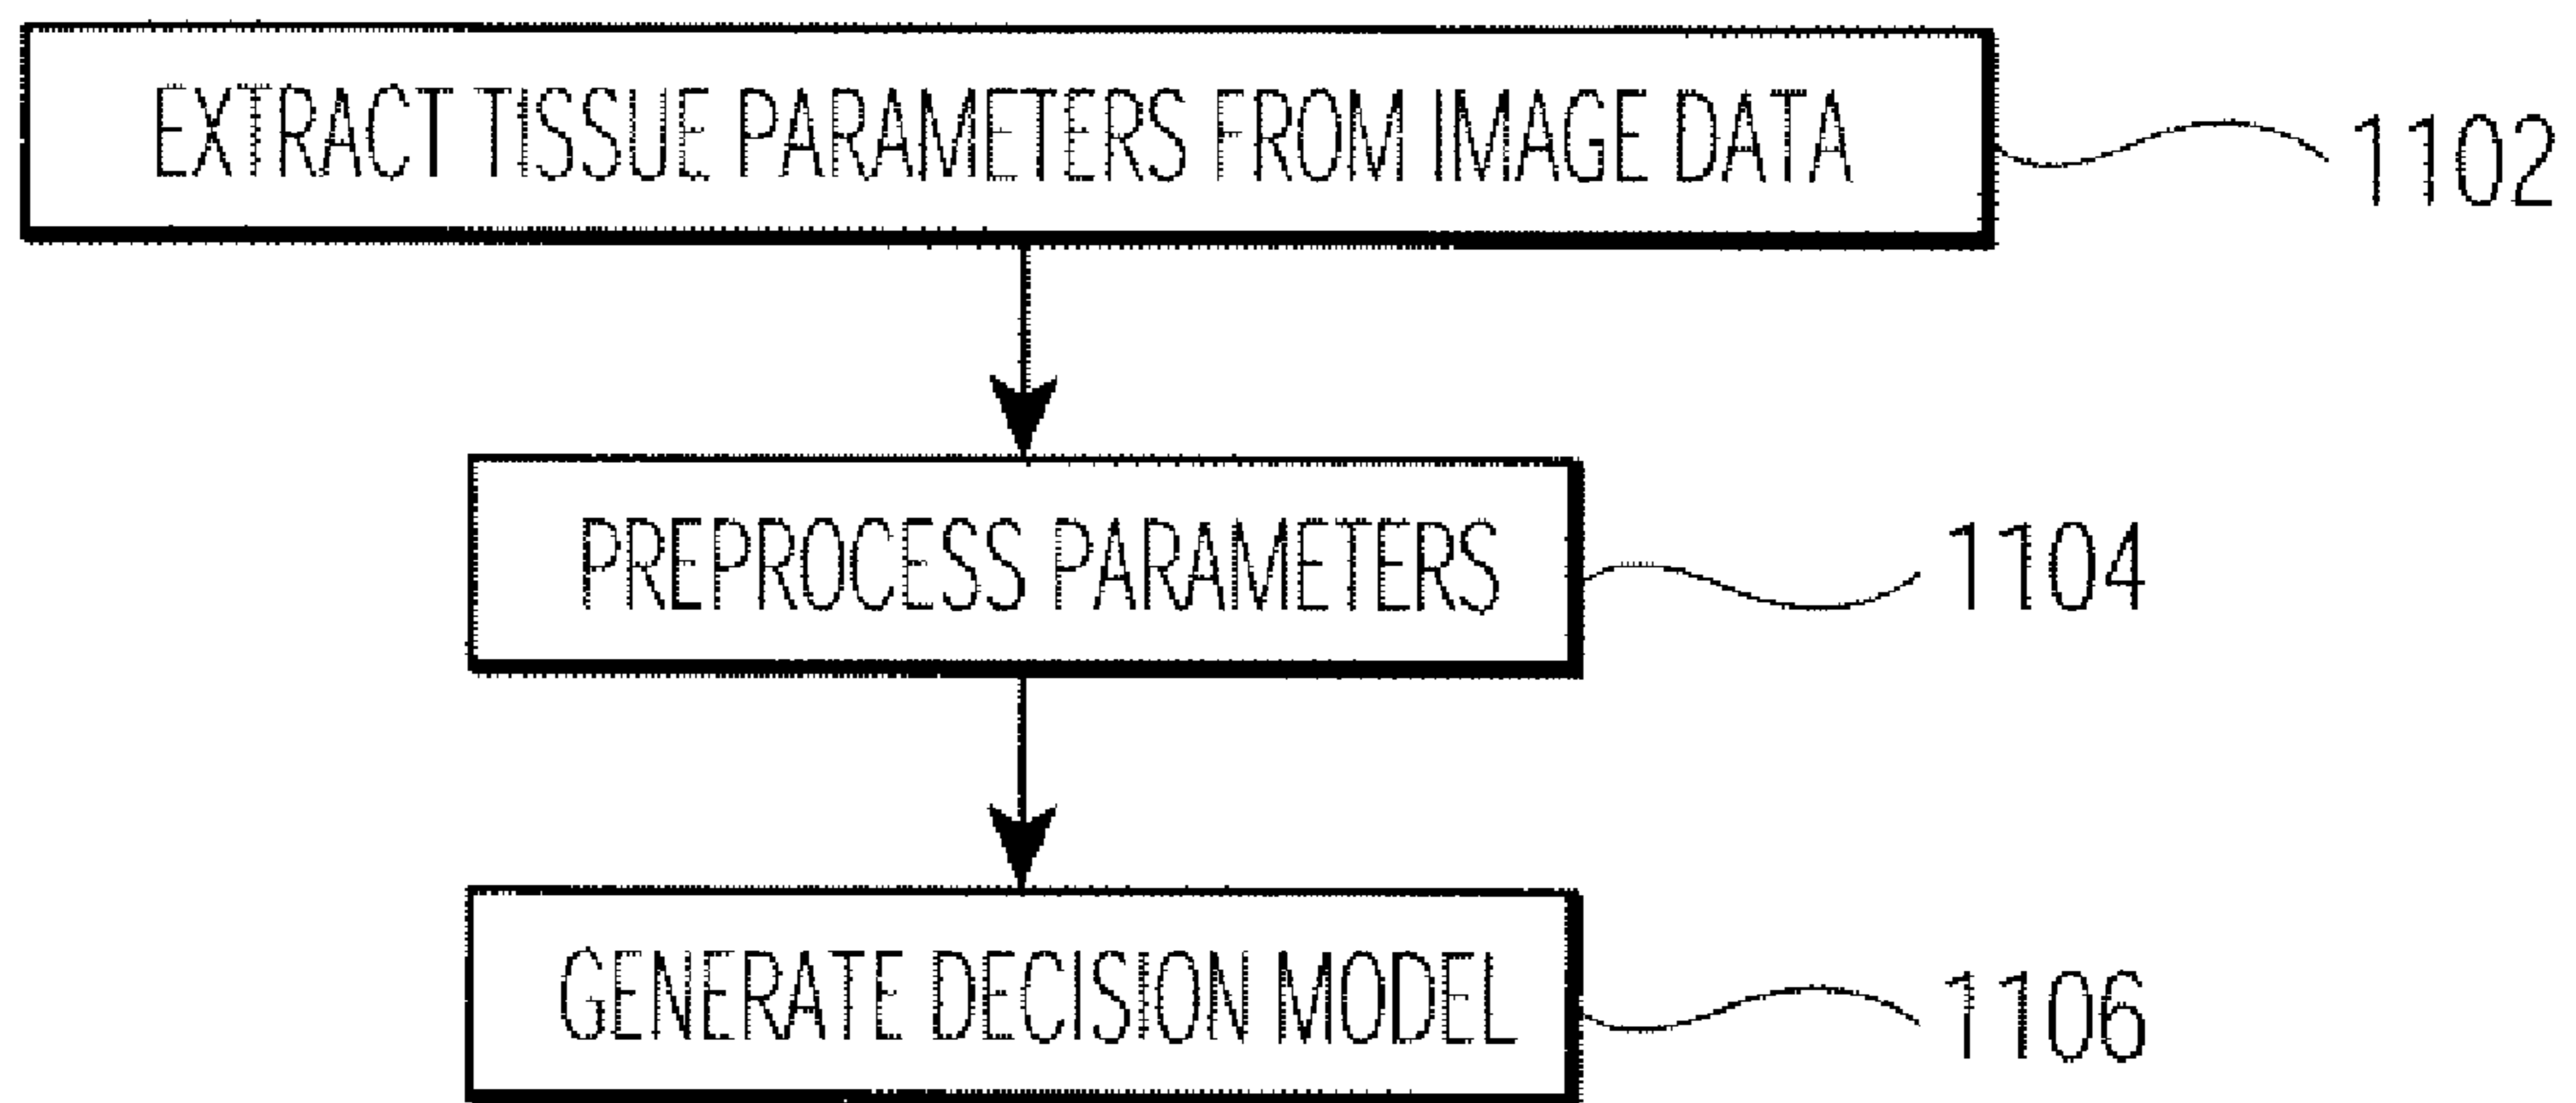 EXTRACT TISSUE PARAMETERS FROM IMAGE DATA
1102
PREPROCESS PARAMETERS
1104
GENERATE DECISION MODEL
1106